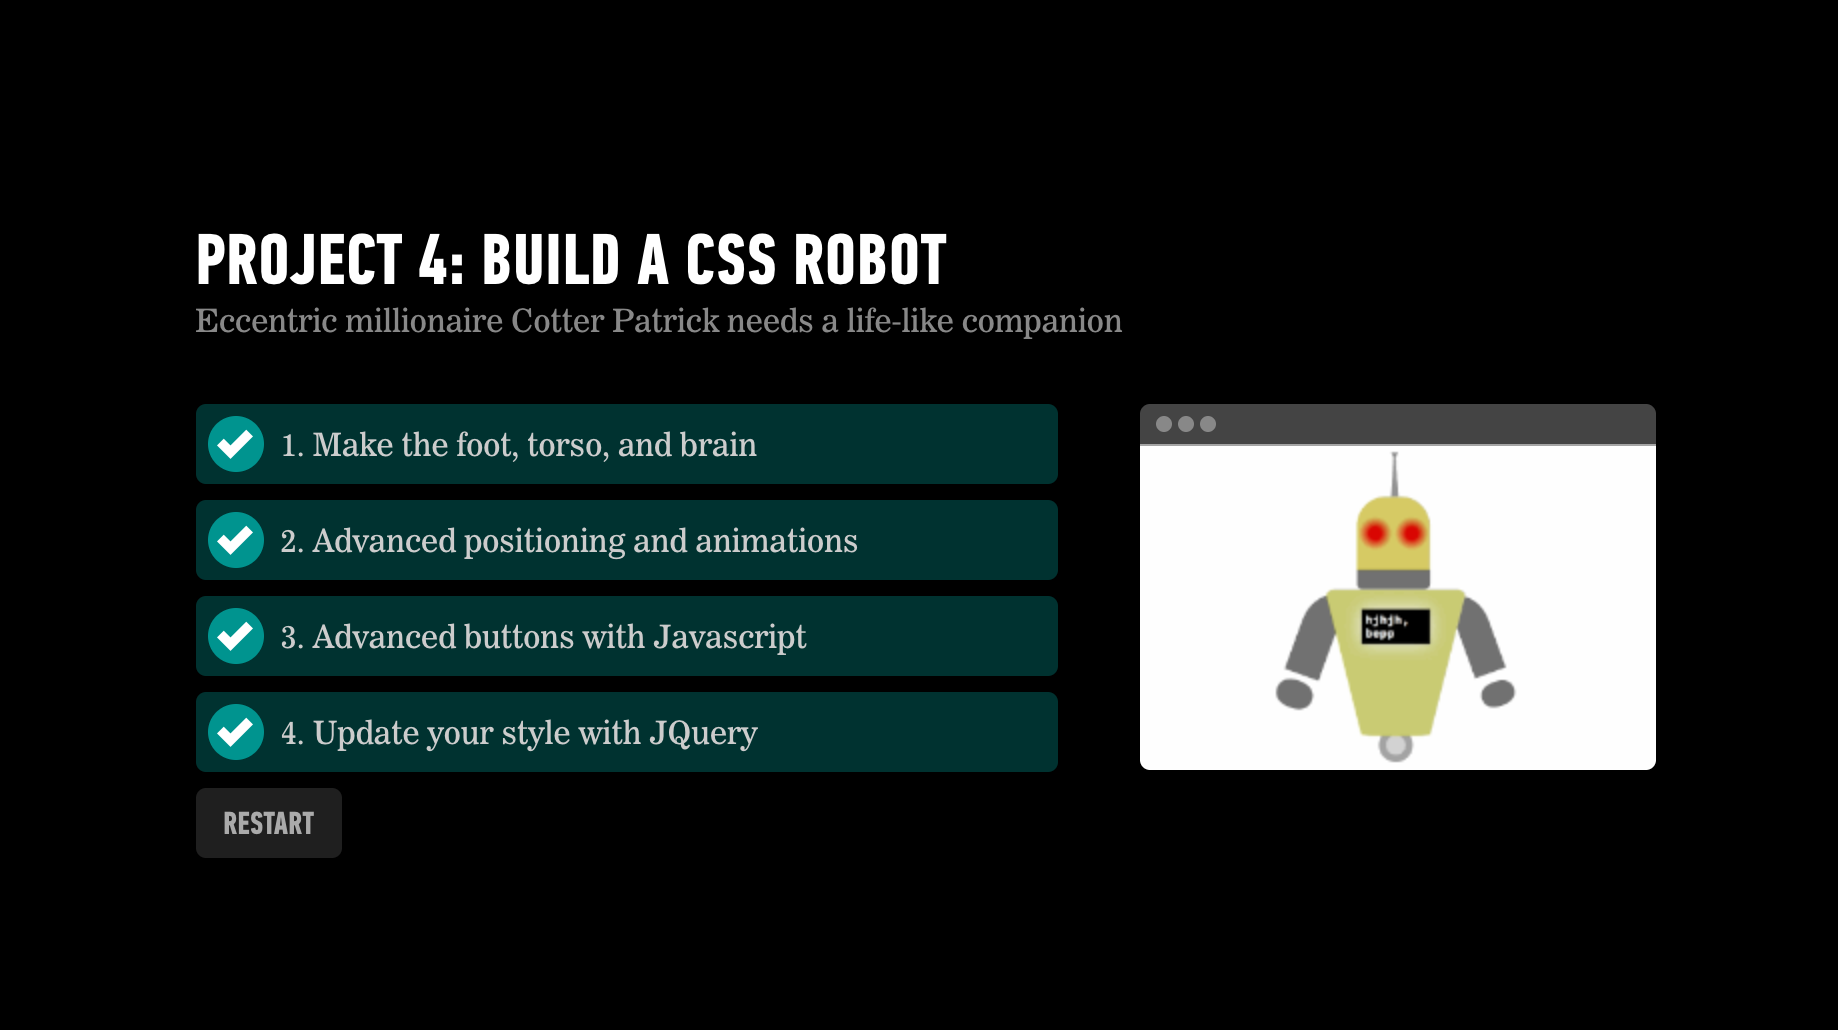 PROJECT 4: BUILD A CSS ROBOT
Eccentric millionaire Cotter Patrick needs a life-like companion
1. Make the foot, torso, and brain
2. Advanced positioning and animations
3. Advanced buttons with Javascript
4. Update your style with JQuery
RESTART
hjhjh,
bepp